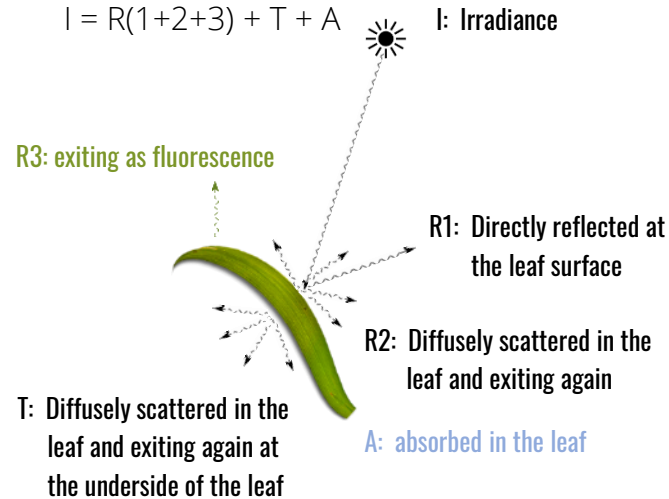 I = R(1+2+3) + T + A
I: Irradiance
R3: exiting as fluorescence
R1: Directly reflected at
the leaf surface
R2: Diffusely scattered in the
leaf and exiting again
T: Diffusely scattered in the
leaf and exiting again at
the underside of the leaf
A: absorbed in the leaf